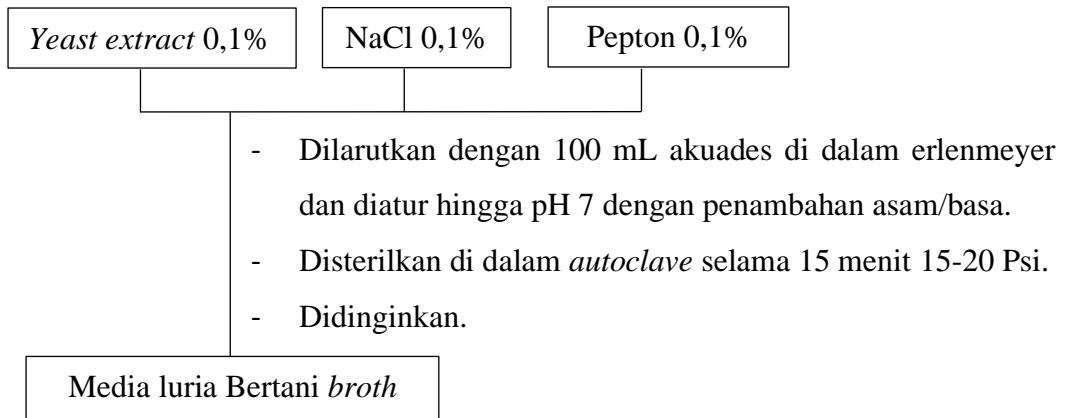 Yeast extract 0,1%
NaCl 0,1%
Pepton 0,1%
- Dilarutkan dengan 100 mL akuades di dalam erlenmeyer
dan diatur hingga pH 7 dengan penambahan asam/basa.
- Disterilkan di dalam autoclave selama 15 menit 15-20 Psi.
- Didinginkan.
Media luria Bertani broth